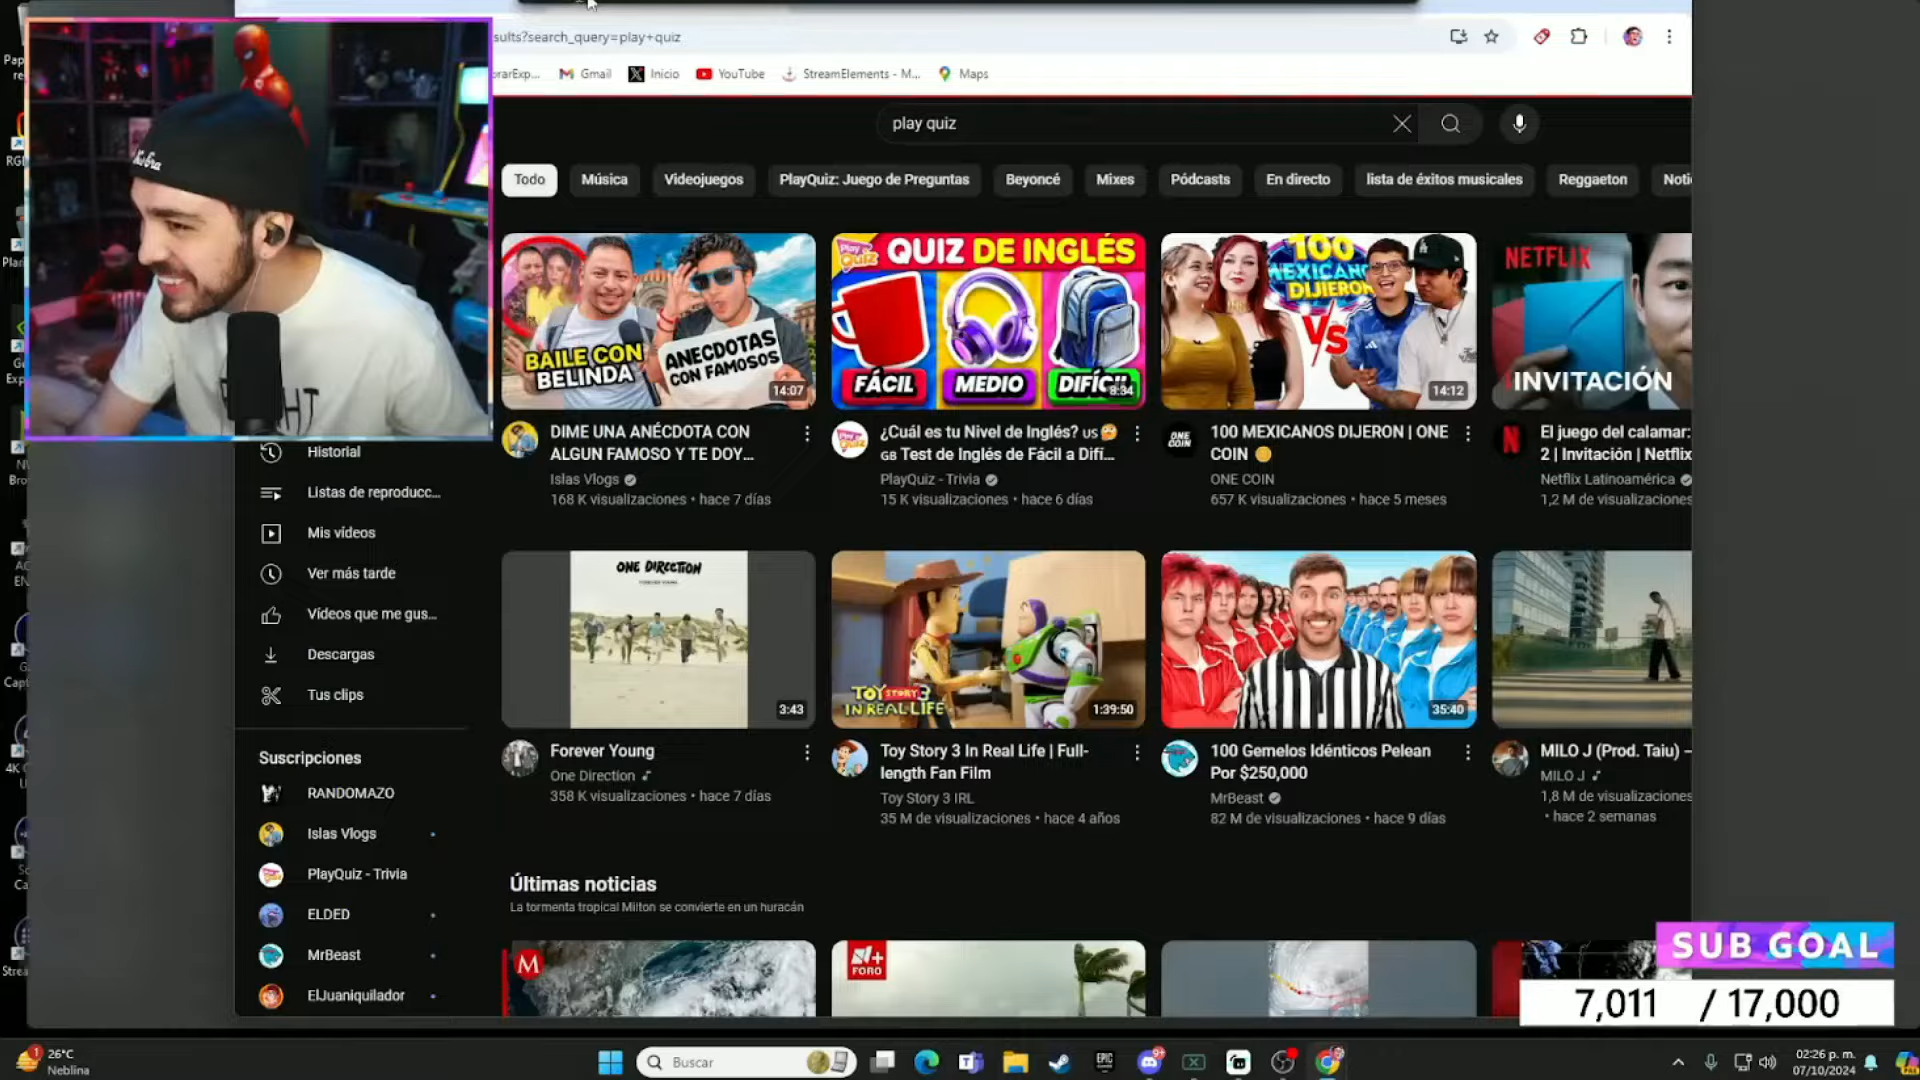 sults?search_query=play+quiz
orarExp...
Gmail
Inicio
YouTube
StreamElements - M...
Maps
play quiz
Todo
Música
Videojuegos
PlayQuiz: Juego de Preguntas
Beyoncé
Mixes
Pódcasts
En directo
lista de éxitos musicales
Reggaeton
Noti
BAILE CON
BELINDA
ANECDOTAS
CON FAMOSOS
14:07
Play Quiz
QUIZ DE INGLÉS
FÁCIL
MEDIO
DIFÍCIL
8:34
100
MEXICANOS
DIJERON
VS
14:12
NETFLIX
INVITACIÓN
DIME UNA ANÉCDOTA CON
ALGUN FAMOSO Y TE DOY...
Islas Vlogs
168 K visualizaciones • hace 7 días
¿Cuál es tu Nivel de Inglés? US🤔
GB Test de Inglés de Fácil a Difí...
PlayQuiz - Trivia
15 K visualizaciones • hace 6 días
ONE
COIN
100 MEXICANOS DIJERON | ONE
COIN 🪙
ONE COIN
657 K visualizaciones • hace 5 meses
El juego del calamar:
2 | Invitación | Netflix
Netflix Latinoamérica
1,2 M de visualizaciones
Historial
Listas de reproducc...
Mis vídeos
Ver más tarde
Vídeos que me gus...
Descargas
Tus clips
Suscripciones
RANDOMAZO
Islas Vlogs
PlayQuiz - Trivia
ELDED
MrBeast
ElJuaniquilador
ONE DIRECTION
3:43
TOY STORY 3
IN REAL LIFE
1:39:50
35:40
Forever Young
One Direction
358 K visualizaciones • hace 7 días
Toy Story 3 In Real Life | Full-
length Fan Film
Toy Story 3 IRL
35 M de visualizaciones • hace 4 años
100 Gemelos Idénticos Pelean
Por $250,000
MrBeast
82 M de visualizaciones • hace 9 días
MILO J (Prod. Taiu) –
MILO J
1,8 M de visualizaciones
• hace 2 semanas
Últimas noticias
La tormenta tropical Milton se convierte en un huracán
M
N+
FORO
SUB GOAL
7,011 / 17,000
26°C
Neblina
Buscar
EPIC
02:26 p. m.
07/10/2024